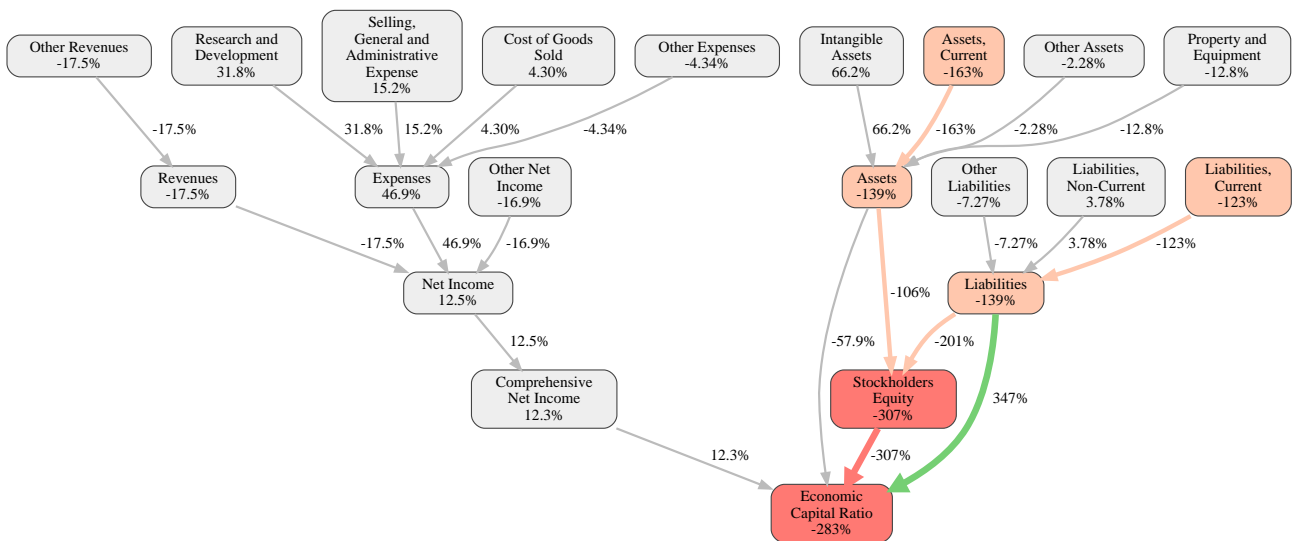 Other Revenues
-17.5%
Research and
Development
31.8%
Selling,
General and
Administrative
Expense
15.2%
Cost of Goods
Sold
4.30%
Other Expenses
-4.34%
Intangible
Assets
66.2%
Assets,
Current
-163%
Other Assets
-2.28%
Property and
Equipment
-12.8%
-17.5%
31.8%
15.2%
4.30%
-4.34%
66.2%
-163%
-2.28%
-12.8%
Revenues
-17.5%
Expenses
46.9%
Other Net
Income
-16.9%
Assets
-139%
Other
Liabilities
-7.27%
Liabilities,
Non-Current
3.78%
Liabilities,
Current
-123%
-17.5%
46.9%
-16.9%
-7.27%
3.78%
-123%
Net Income
12.5%
-106%
Liabilities
-139%
12.5%
-57.9%
-201%
Comprehensive
Net Income
12.3%
Stockholders
Equity
-307%
347%
12.3%
-307%
Economic
Capital Ratio
-283%